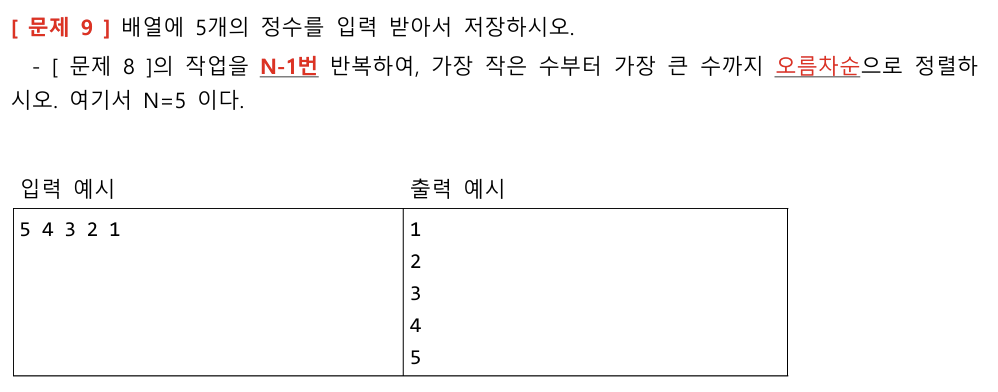 [ 문제 9 ] 배열에 5개의 정수를 입력 받아서 저장하시오.
- [ 문제 8 ]의 작업을 N-1번 반복하여, 가장 작은 수부터 가장 큰 수까지 오름차순으로 정렬하
시오. 여기서 N=5 이다.
입력 예시
출력 예시
5 4 3 2 1
1
2
3
4
5